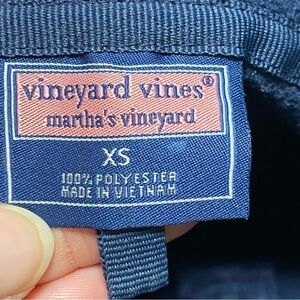 vineyard vines®
martha's vineyard
XS
100% POLYESTER
MADE IN VIETNAM